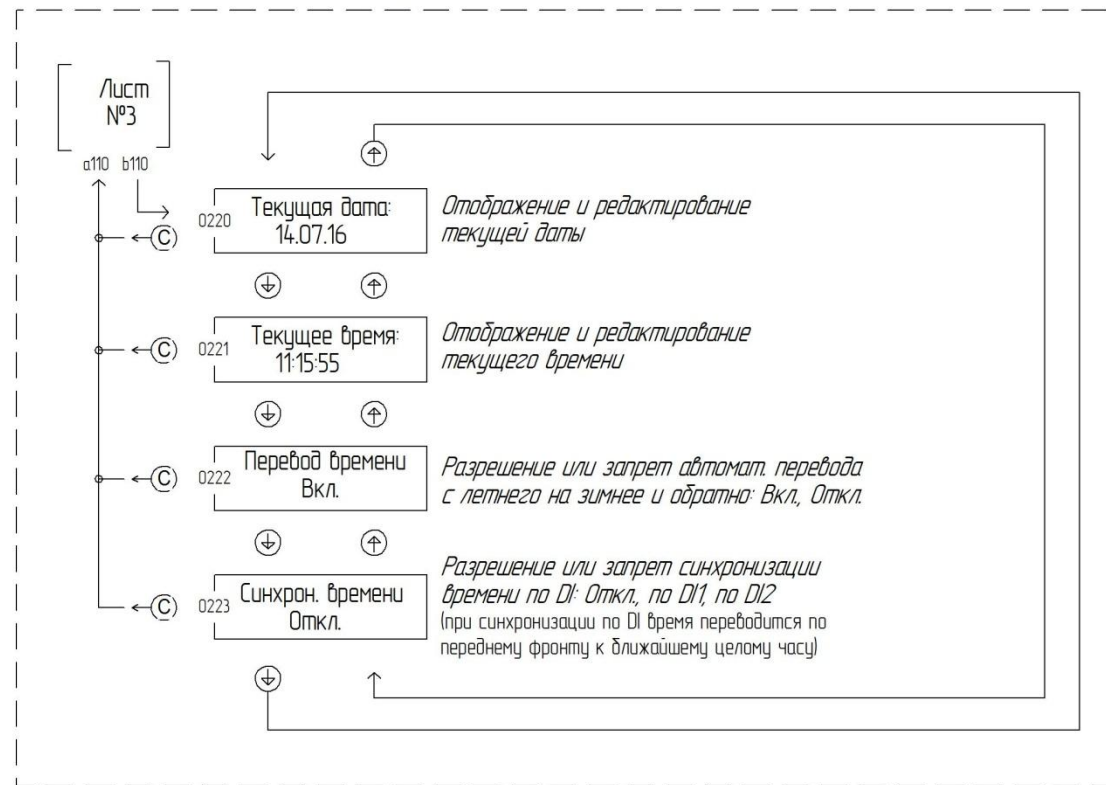 Лист
№3
a110 b110
0220
Текущая дата:
14.07.16
Отображение и редактирование
текущей даты
C
0221
Текущее время:
11:15:55
Отображение и редактирование
текущего времени
C
0222
Перевод времени
Вкл.
Разрешение или запрет автомат. перевода
с летнего на зимнее и обратно: Вкл., Откл.
C
0223
Синхрон. времени
Откл.
Разрешение или запрет синхронизации
времени по DI: Откл., по DI1, по DI2
(при синхронизации по DI время переводится по
переднему фронту к ближайшему целому часу)
C